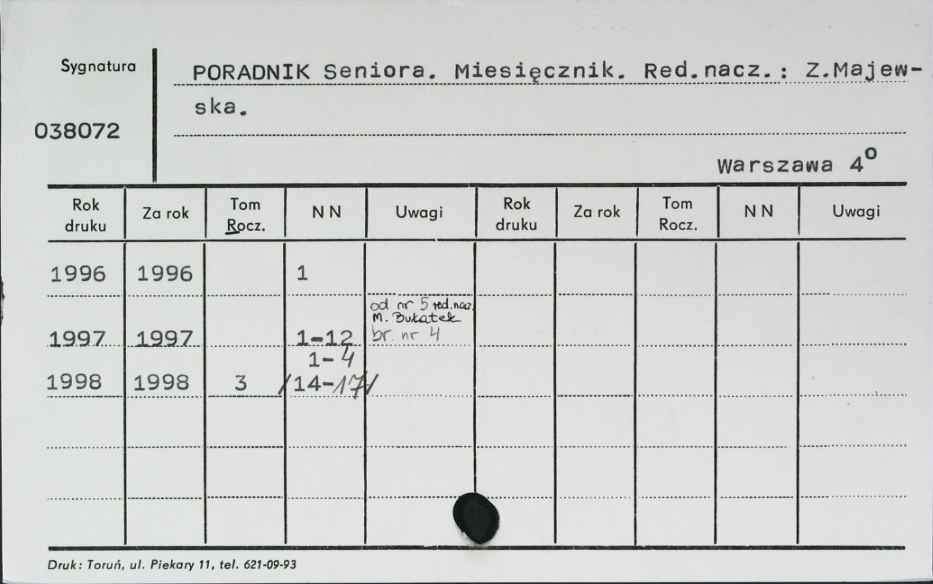 Sygnatura
PORADNIK Seniora. Miesięcznik. Red.nacz.: Z.Majew-
ska.
038072
Warszawa 4º
Rok druku Za rok Tom Rocz. N N Uwagi Rok druku Za rok Tom Rocz. N N Uwagi
1996 1996 1
od nr 5 red.nac.
M. Bukatek
1997 1997 1-12 br. nr 4
1-4
1998 1998 3 /14-17/
Druk: Toruń, ul. Piekary 11, tel. 621-09-93